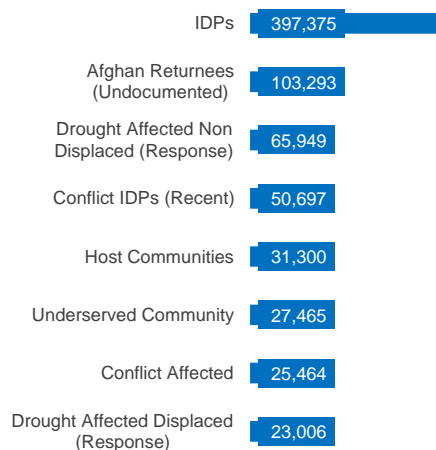 IDPs 397,375
Afghan Returnees
(Undocumented) 103,293
Drought Affected Non
Displaced (Response) 65,949
Conflict IDPs (Recent) 50,697
Host Communities 31,300
Underserved Community 27,465
Conflict Affected 25,464
Drought Affected Displaced
(Response) 23,006